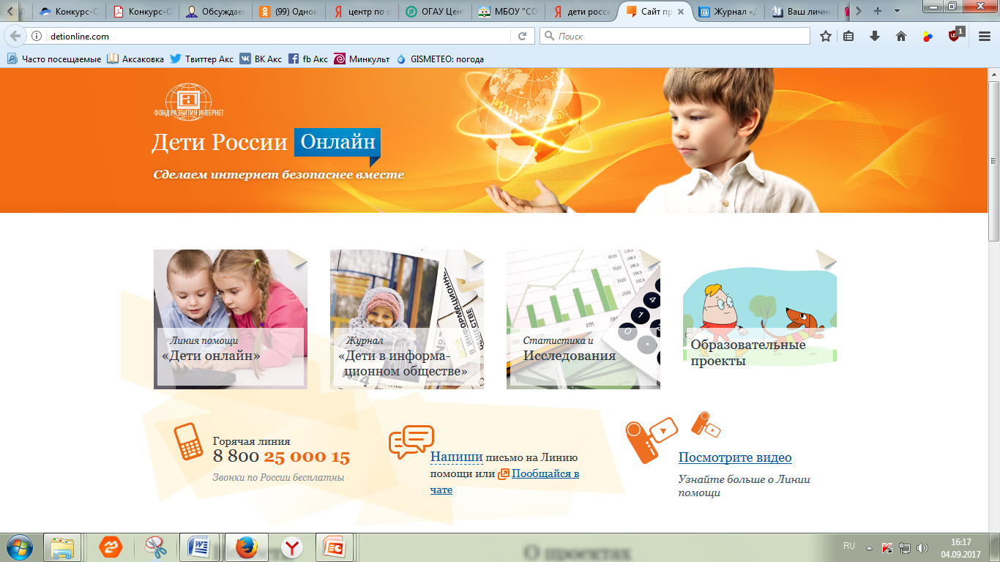 Конкурс-О
Конкурс-О
Обсуждае
(99) Однок
центр по о
ОГАУ Цент
МБОУ "СО
дети росси
Сайт пр
Журнал «Д
Ваш личн
detionline.com
Поиск
1
Часто посещаемые
Аксаковка
Твиттер Акс
ВК Акс
fb Акс
Минкульт
GISMETEO: погода
ФОНД РАЗВИТИЯ ИНТЕРНЕТ
Дети России Онлайн
Сделаем интернет безопаснее вместе
Линия помощи
«Дети онлайн»
Журнал
«Дети в информа-
ционном обществе»
Статистика и
Исследования
Образовательные
проекты
Горячая линия
8 800 25 000 15
Звонки по России бесплатны
Напиши письмо на Линию
помощи или Пообщайся в
чате
Посмотрите видео
Узнайте больше о Линии
помощи
О проектах
RU
16:17
04.09.2017